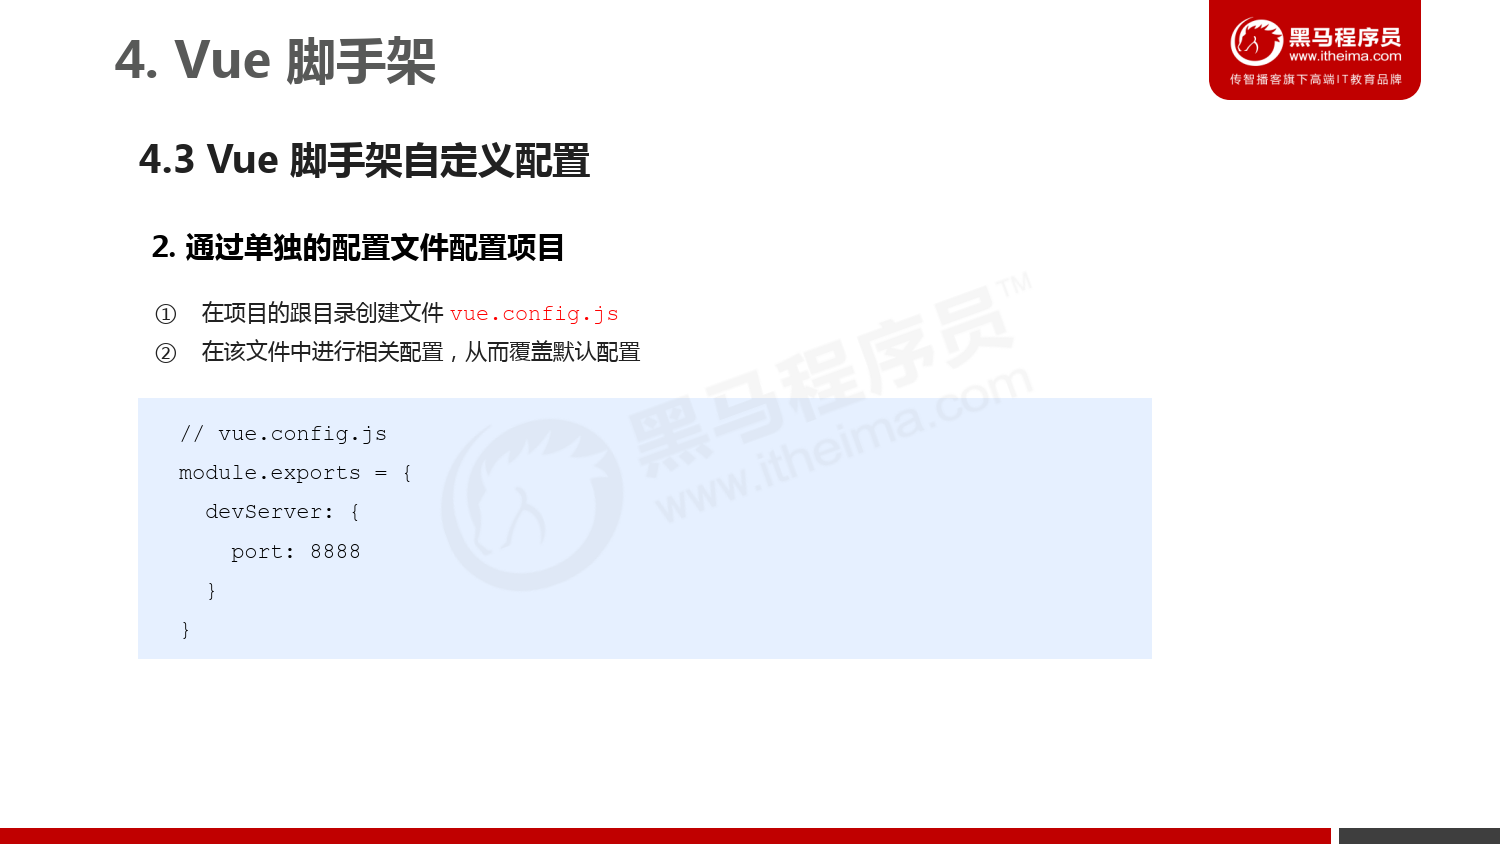 4. Vue 脚手架
黑马程序员
www.itheima.com
传智播客旗下高端IT教育品牌
4.3 Vue 脚手架自定义配置
2. 通过单独的配置文件配置项目
① 在项目的跟目录创建文件 vue.config.js
② 在该文件中进行相关配置，从而覆盖默认配置
// vue.config.js
module.exports = {
  devServer: {
    port: 8888
  }
}
黑马程序员™
www.itheima.com